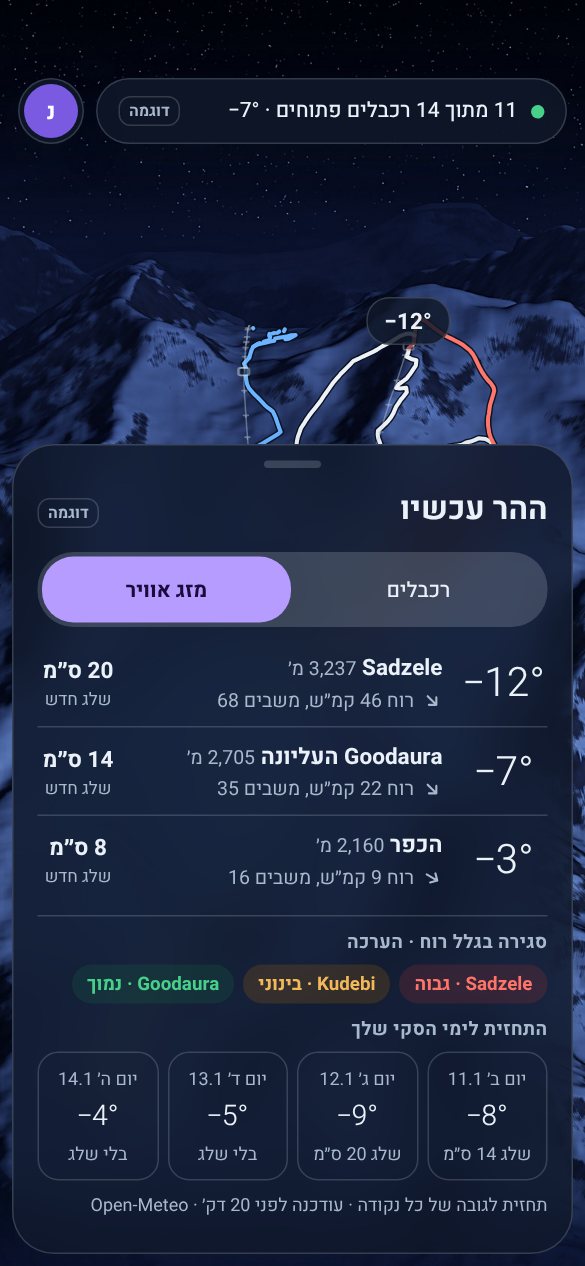 11 מתוך 14 רכבלים פתוחים · −7° דוגמה נ
−12°
ההר עכשיו דוגמה
רכבלים מזג אוויר
−12° Sadzele 3,237 מ׳ 20 ס״מ
רוח 46 קמ״ש, משבים 68 שלג חדש
−7° Goodaura העליונה 2,705 מ׳ 14 ס״מ
רוח 22 קמ״ש, משבים 35 שלג חדש
−3° הכפר 2,160 מ׳ 8 ס״מ
רוח 9 קמ״ש, משבים 16 שלג חדש
סגירה בגלל רוח · הערכה
Sadzele · גבוה Kudebi · בינוני Goodaura · נמוך
התחזית לימי הסקי שלך
יום ב׳ 11.1 יום ג׳ 12.1 יום ד׳ 13.1 יום ה׳ 14.1
−8° −9° −5° −4°
שלג 14 ס״מ שלג 20 ס״מ בלי שלג בלי שלג
תחזית לגובה של כל נקודה · עודכנה לפני 20 דק׳ · Open-Meteo